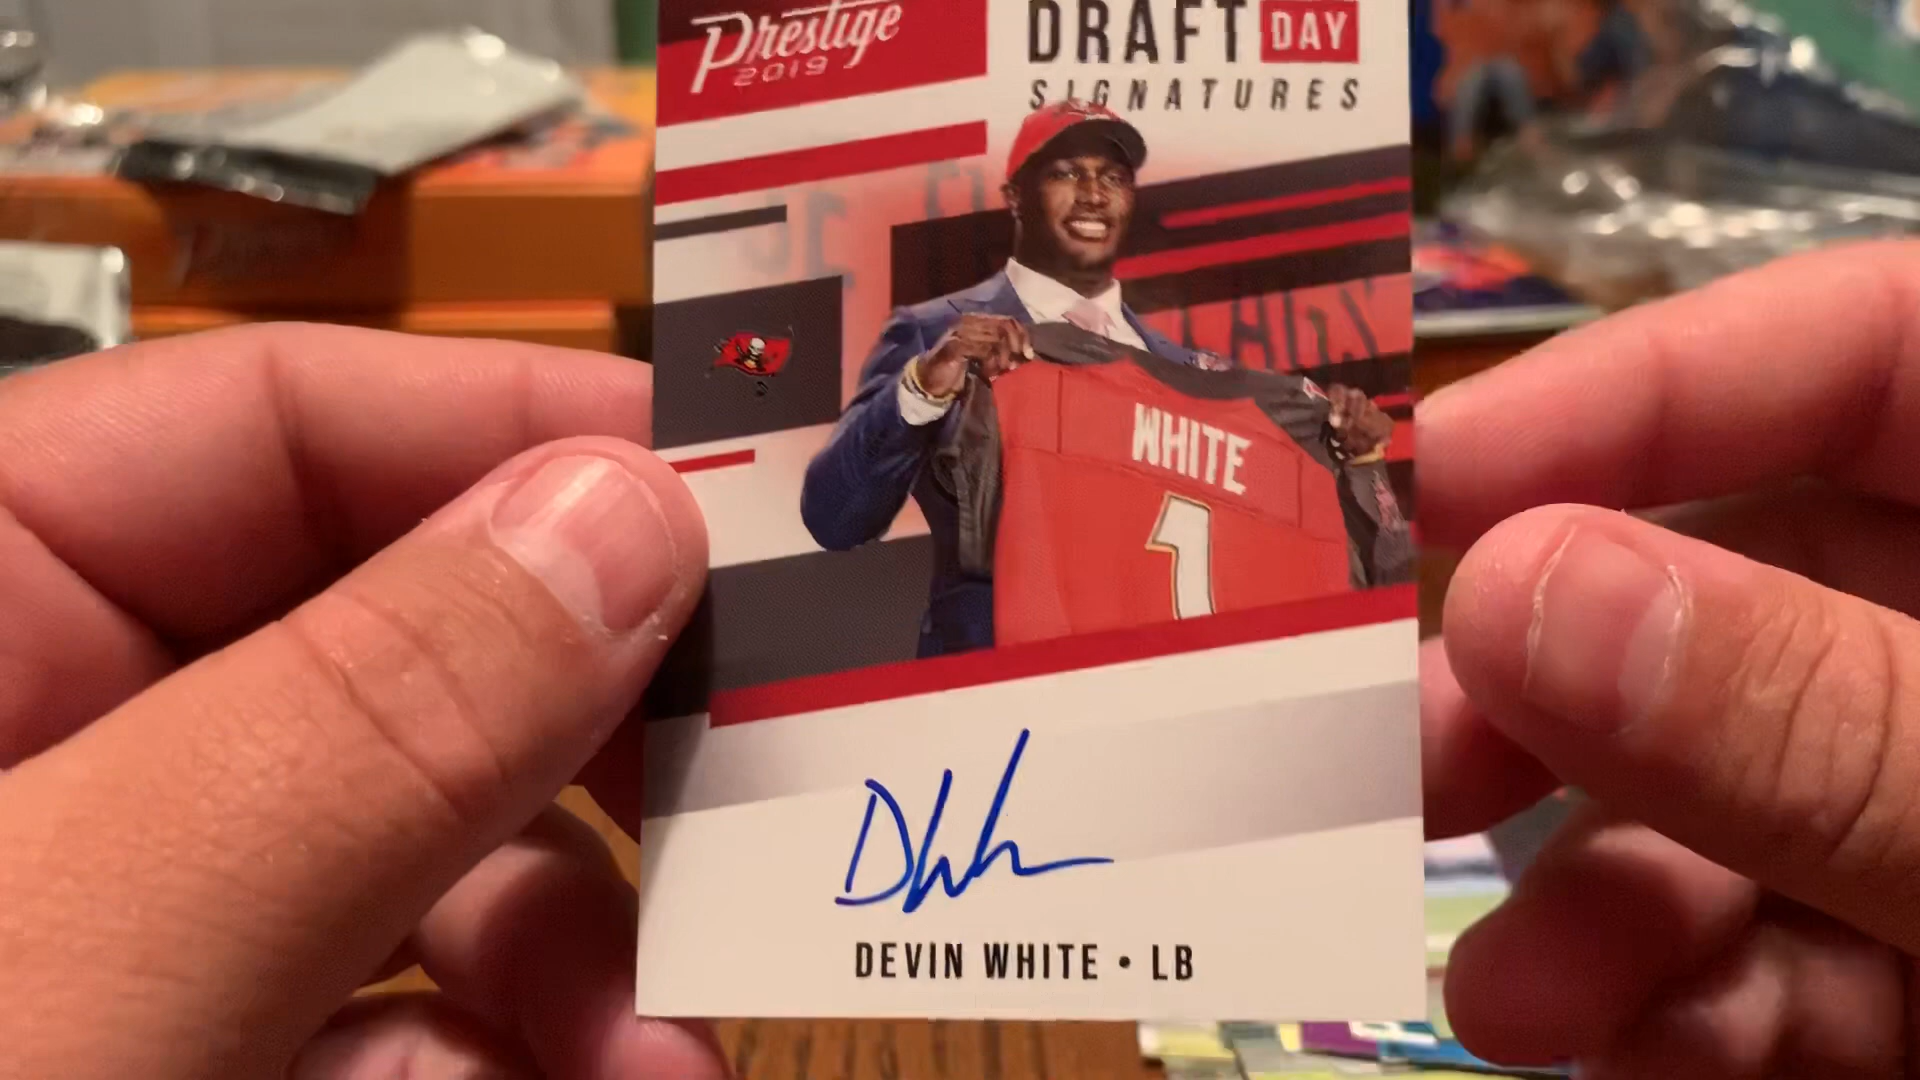 Prestige
2019
DRAFT DAY
SIGNATURES
WHITE
1
DEVIN WHITE • LB